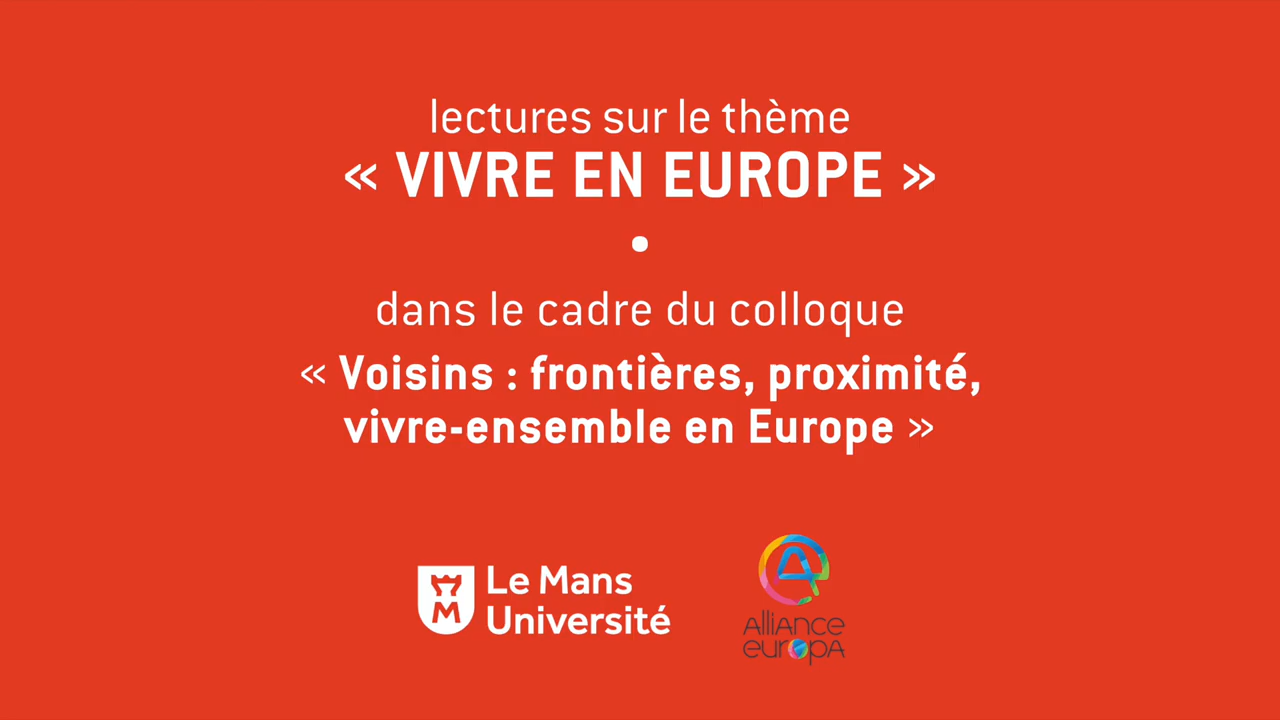 lectures sur le thème
« VIVRE EN EUROPE »
•
dans le cadre du colloque
« Voisins : frontières, proximité,
vivre-ensemble en Europe »
Le Mans
Université
AlliAnce
europA